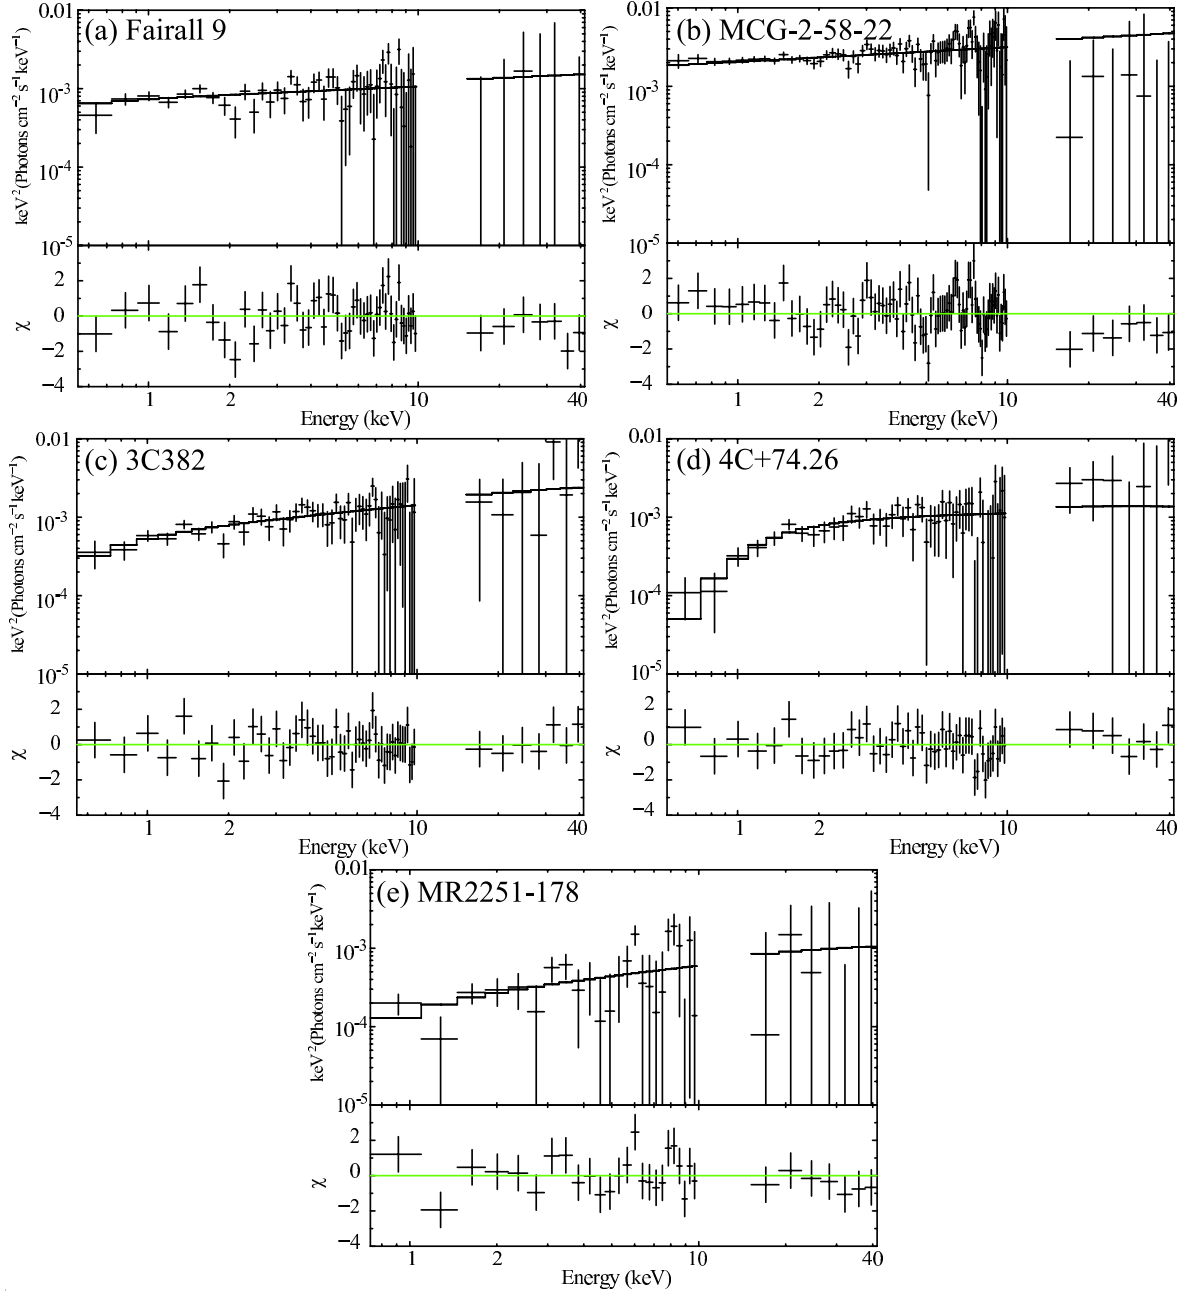 (a) Fairall 9
0.01
10⁻³
10⁻⁴
10⁻⁵
keV² (Photons cm⁻² s⁻¹ keV⁻¹)
2
0
−2
−4
χ
1 2 10 20 40
Energy (keV)
(b) MCG-2-58-22
0.01
10⁻³
10⁻⁴
10⁻⁵
keV² (Photons cm⁻² s⁻¹ keV⁻¹)
2
0
−2
−4
χ
1 2 10 20 40
Energy (keV)
(c) 3C382
0.01
10⁻³
10⁻⁴
10⁻⁵
keV² (Photons cm⁻² s⁻¹ keV⁻¹)
2
0
−2
−4
χ
1 2 10 20 40
Energy (keV)
(d) 4C+74.26
0.01
10⁻³
10⁻⁴
10⁻⁵
keV² (Photons cm⁻² s⁻¹ keV⁻¹)
2
0
−2
−4
χ
1 2 10 20 40
Energy (keV)
(e) MR2251-178
0.01
10⁻³
10⁻⁴
10⁻⁵
keV² (Photons cm⁻² s⁻¹ keV⁻¹)
2
0
−2
−4
χ
1 2 10 20 40
Energy (keV)